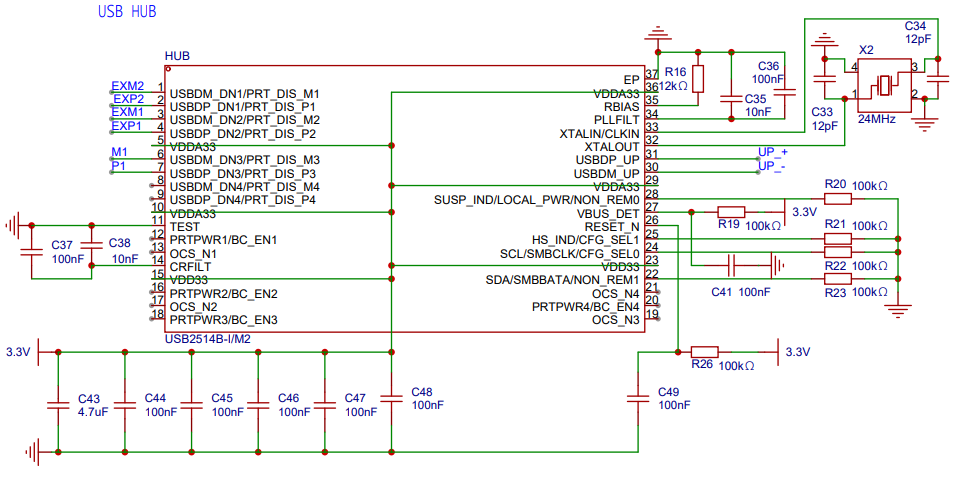 USB HUB
HUB
C34
12pF
X2
4
3
1
2
24MHz
C33
12pF
C36
100nF
R16
12kΩ
C35
10nF
EXM2 1 USBDM_DN1/PRT_DIS_M1
EXP2 2 USBDP_DN1/PRT_DIS_P1
EXM1 3 USBDM_DN2/PRT_DIS_M2
EXP1 4 USBDP_DN2/PRT_DIS_P2
5 VDDA33
M1 6 USBDM_DN3/PRT_DIS_M3
P1 7 USBDP_DN3/PRT_DIS_P3
8 USBDM_DN4/PRT_DIS_M4
9 USBDP_DN4/PRT_DIS_P4
10 VDDA33
11 TEST
12 PRTPWR1/BC_EN1
13 OCS_N1
14 CRFILT
15 VDD33
16 PRTPWR2/BC_EN2
17 OCS_N2
18 PRTPWR3/BC_EN3
EP 37
VDDA33 36
RBIAS 35
PLLFILT 34
XTALIN/CLKIN 33
XTALOUT 32
USBDP_UP 31 UP_+
USBDM_UP 30 UP_-
VDDA33 29
SUSP_IND/LOCAL_PWR/NON_REM0 28
VBUS_DET 27
RESET_N 26
HS_IND/CFG_SEL1 25
SCL/SMBCLK/CFG_SEL0 24
VDD33 23
SDA/SMBBATA/NON_REM1 22
OCS_N4 21
PRTPWR4/BC_EN4 20
OCS_N3 19
USB2514B-I/M2
C37
100nF
C38
10nF
R20 100kΩ
3.3V
R19 100kΩ
R21 100kΩ
R22 100kΩ
R23 100kΩ
C41 100nF
3.3V
C43
4.7uF
C44
100nF
C45
100nF
C46
100nF
C47
100nF
C48
100nF
C49
100nF
R26 100kΩ
3.3V